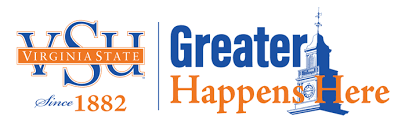 VSU
VIRGINIA STATE
Since 1882
Greater
Happens Here